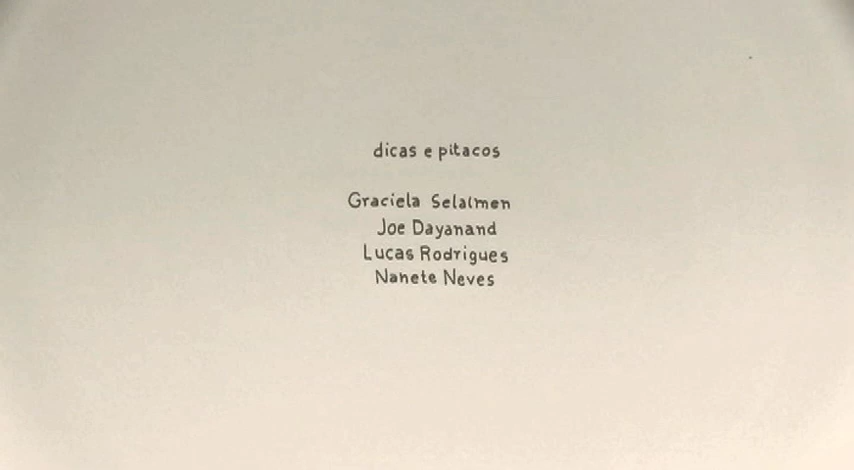 dicas e pitacos
Graciela Selaimen
Joe Dayanand
Lucas Rodrigues
Nanete Neves